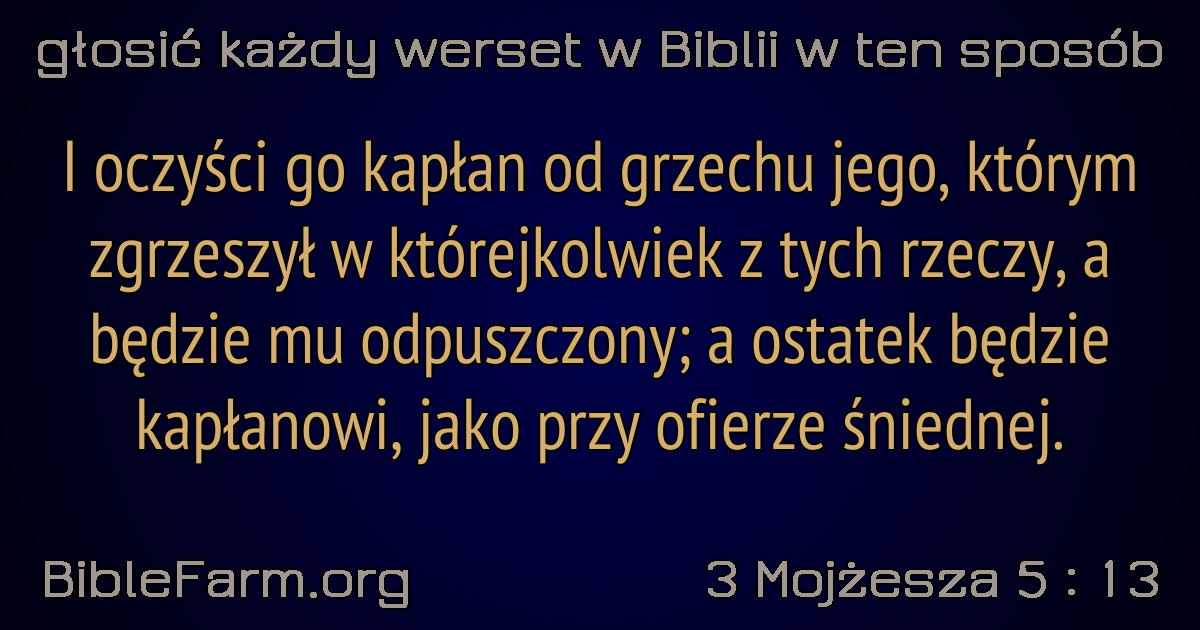 głosić każdy werset w Biblii w ten sposób
I oczyści go kapłan od grzechu jego, którym
zgrzeszył w którejkolwiek z tych rzeczy, a
będzie mu odpuszczony; a ostatek będzie
kapłanowi, jako przy ofierze śniednej.
BibleFarm.org
3 Mojżesza 5 : 13